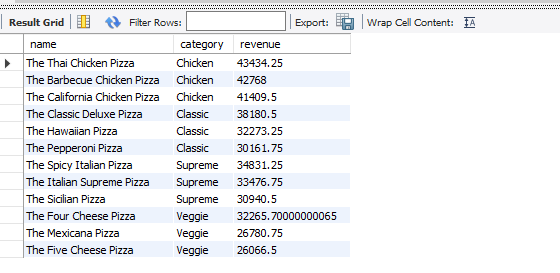 Result Grid Filter Rows: Export: Wrap Cell Content: IA
name category revenue
The Thai Chicken Pizza Chicken 43434.25
The Barbecue Chicken Pizza Chicken 42768
The California Chicken Pizza Chicken 41409.5
The Classic Deluxe Pizza Classic 38180.5
The Hawaiian Pizza Classic 32273.25
The Pepperoni Pizza Classic 30161.75
The Spicy Italian Pizza Supreme 34831.25
The Italian Supreme Pizza Supreme 33476.75
The Sicilian Pizza Supreme 30940.5
The Four Cheese Pizza Veggie 32265.70000000065
The Mexicana Pizza Veggie 26780.75
The Five Cheese Pizza Veggie 26066.5